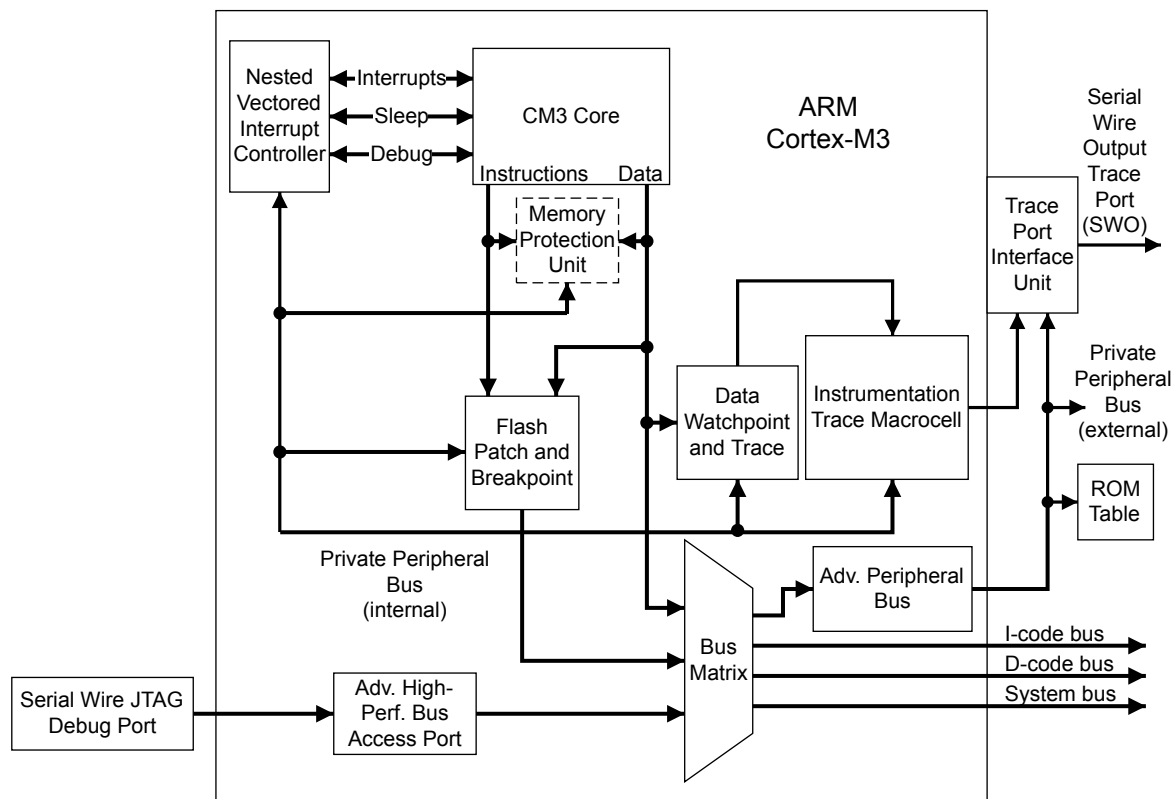 Nested
Vectored
Interrupt
Controller
Interrupts
Sleep
Debug
CM3 Core
Instructions
Data
ARM
Cortex-M3
Memory
Protection
Unit
Serial
Wire
Output
Trace
Port
(SWO)
Trace
Port
Interface
Unit
Flash
Patch and
Breakpoint
Data
Watchpoint
and Trace
Instrumentation
Trace Macrocell
Private
Peripheral
Bus
(external)
ROM
Table
Private Peripheral
Bus
(internal)
Adv. Peripheral
Bus
Bus
Matrix
I-code bus
D-code bus
System bus
Serial Wire JTAG
Debug Port
Adv. High-
Perf. Bus
Access Port